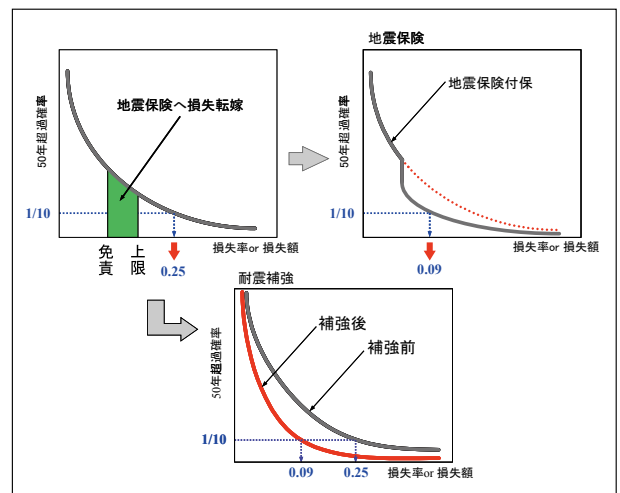 50年超過確率
地震保険へ損失転嫁
1/10
免責
上限
0.25
損失率or 損失額
地震保険
50年超過確率
地震保険付保
1/10
0.09
損失率or 損失額
耐震補強
50年超過確率
補強後
補強前
1/10
0.09
0.25
損失率or 損失額